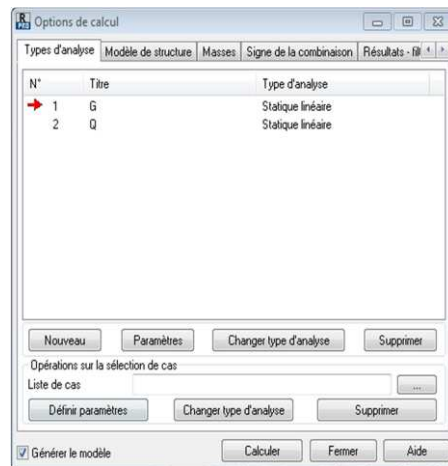 Options de calcul
Types d'analyse Modèle de structure Masses Signe de la combinaison Résultats - fil
N° Titre Type d'analyse
1 G Statique linéaire
2 Q Statique linéaire
Nouveau Paramètres Changer type d'analyse Supprimer
Opérations sur la sélection de cas
Liste de cas ...
Définir paramètres Changer type d'analyse Supprimer
Générer le modèle Calculer Fermer Aide